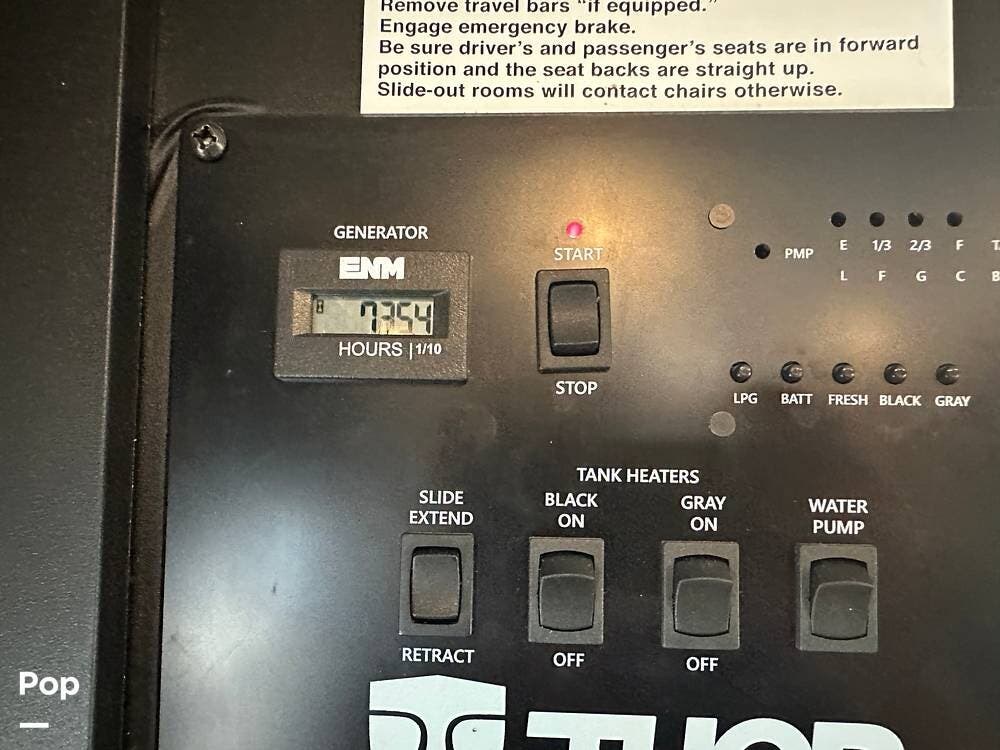 Remove travel bars "if equipped."
Engage emergency brake.
Be sure driver's and passenger's seats are in forward
position and the seat backs are straight up.
Slide-out rooms will contact chairs otherwise.
GENERATOR
ENM
7354
HOURS | 1/10
START
STOP
PMP
E 1/3 2/3 F
L F G C B
LPG BATT FRESH BLACK GRAY
TANK HEATERS
SLIDE
EXTEND
RETRACT
BLACK
ON
OFF
GRAY
ON
OFF
WATER
PUMP
Pop
THOR